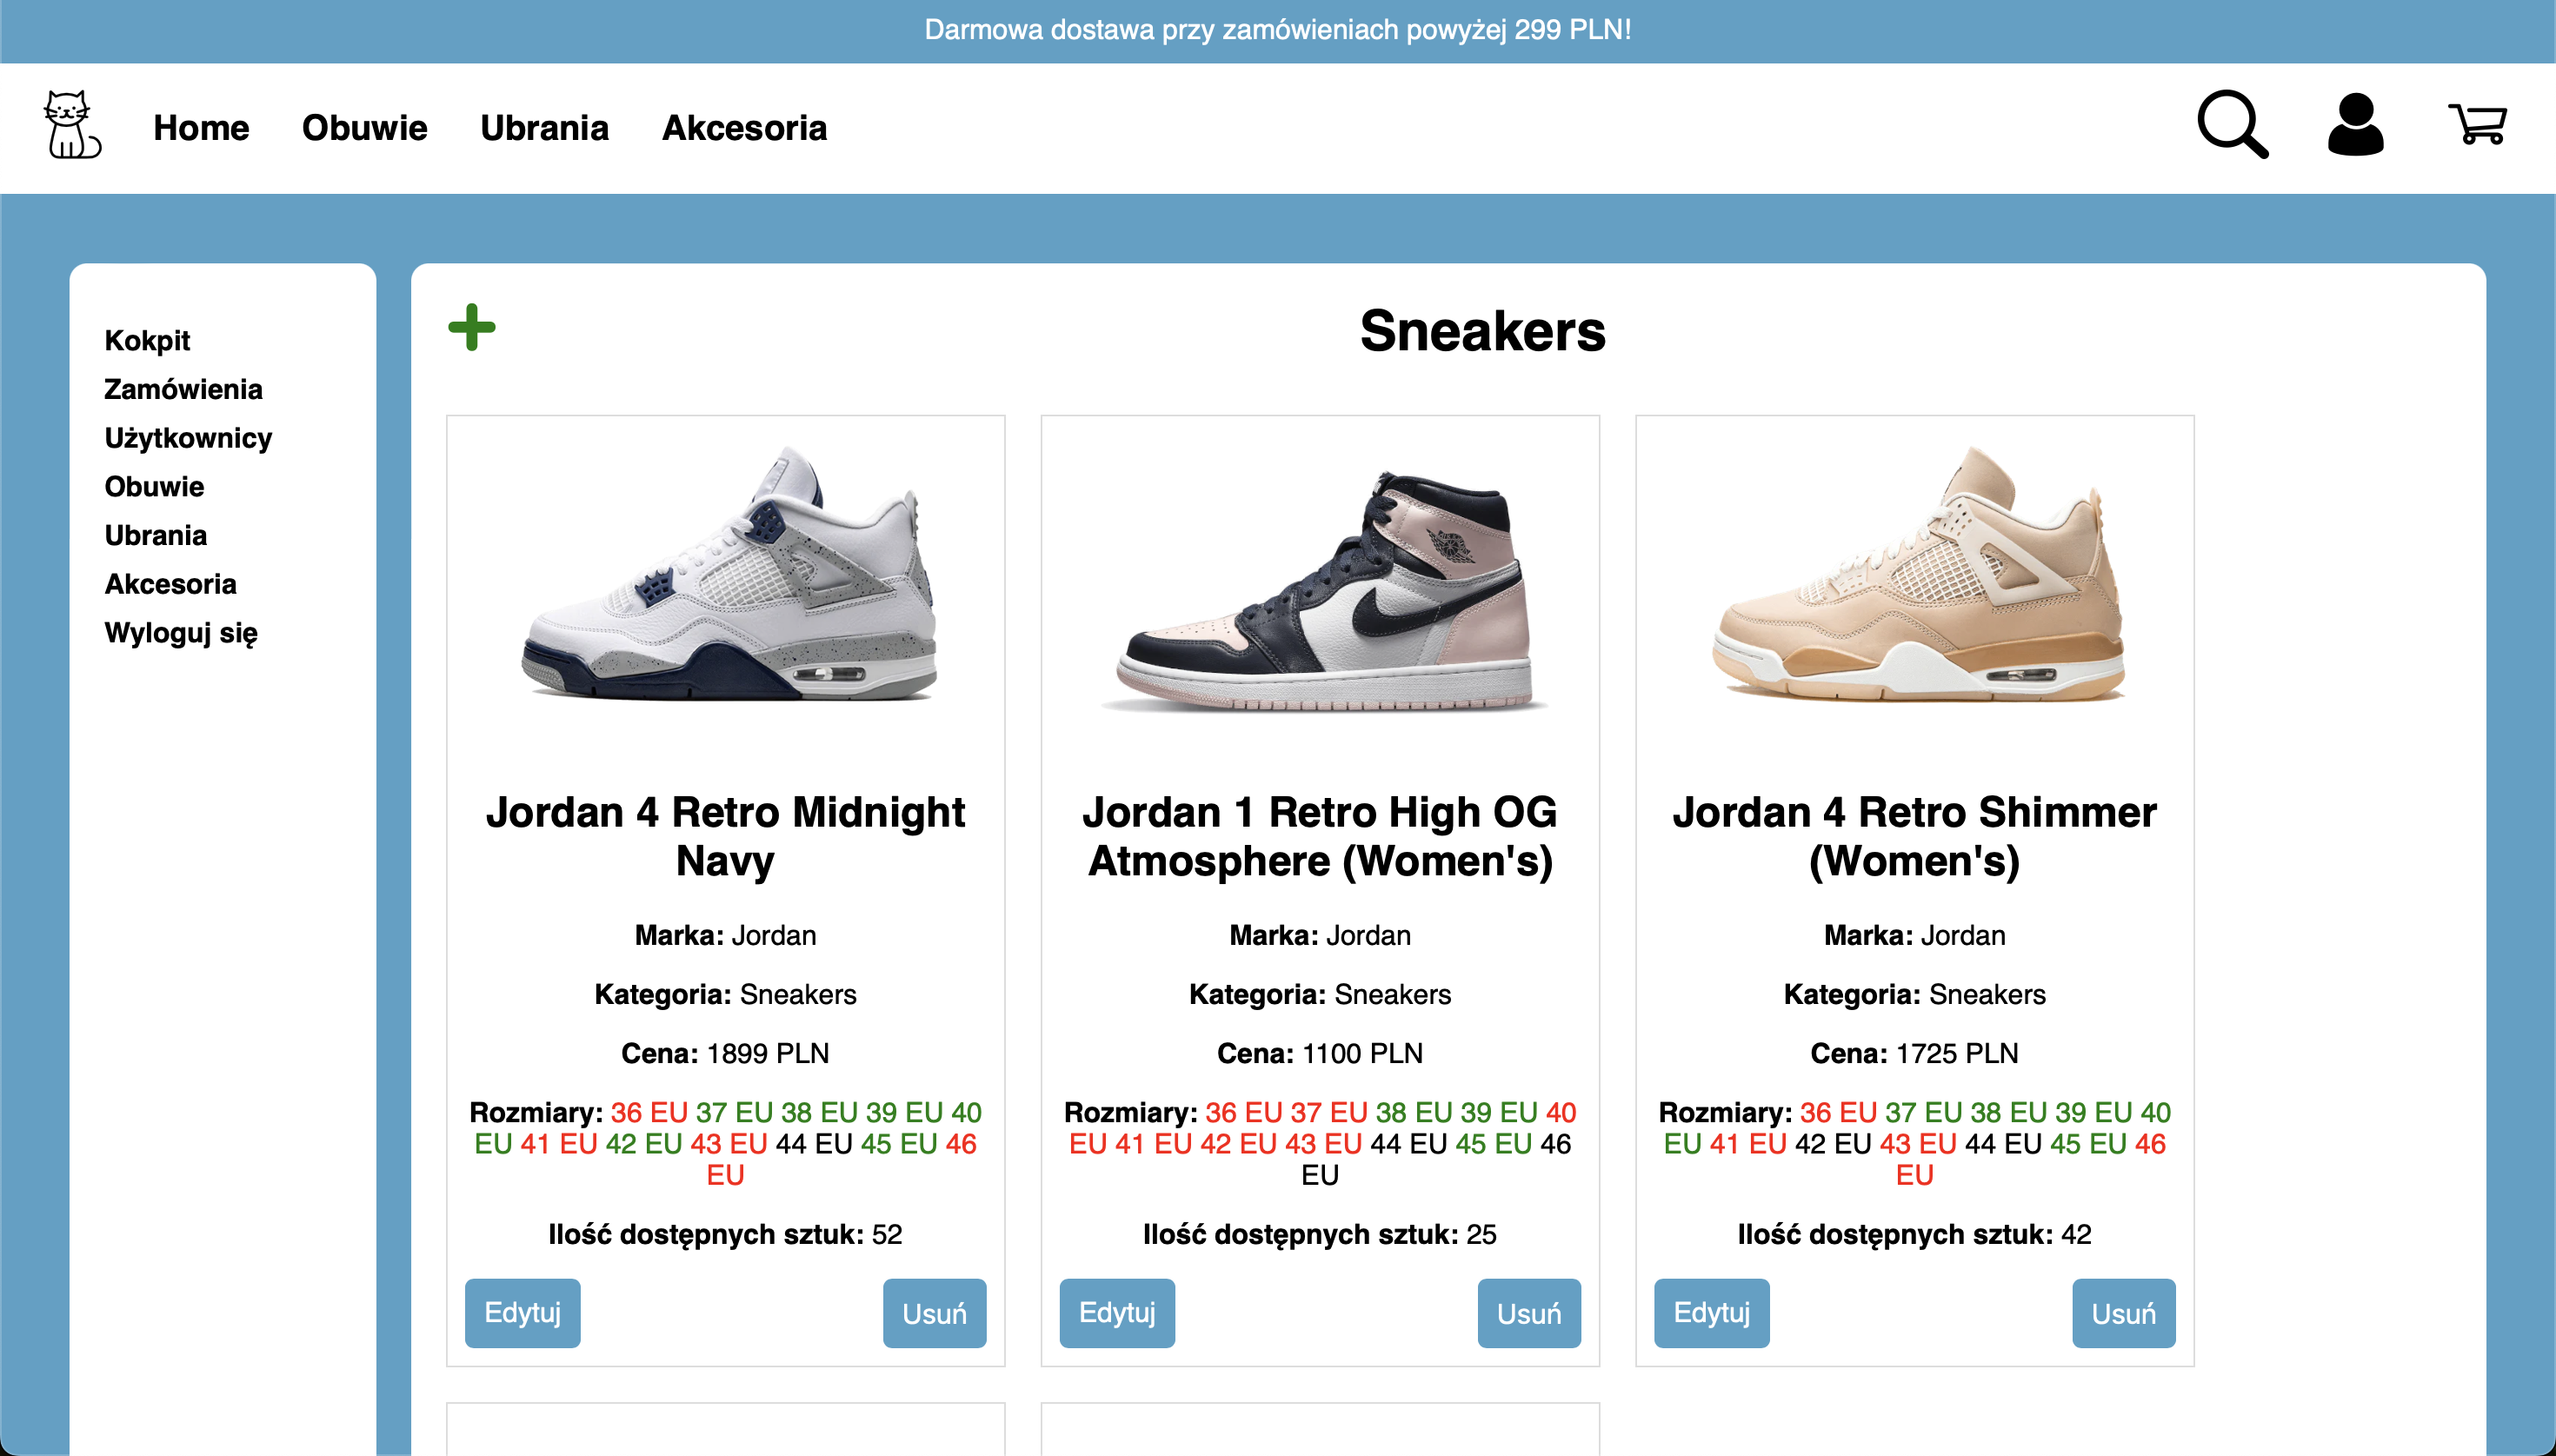 Darmowa dostawa przy zamówieniach powyżej 299 PLN!
Home Obuwie Ubrania Akcesoria
Kokpit
Zamówienia
Użytkownicy
Obuwie
Ubrania
Akcesoria
Wyloguj się
Sneakers
Jordan 4 Retro Midnight
Navy
Marka: Jordan
Kategoria: Sneakers
Cena: 1899 PLN
Rozmiary: 36 EU 37 EU 38 EU 39 EU 40
EU 41 EU 42 EU 43 EU 44 EU 45 EU 46
EU
Ilość dostępnych sztuk: 52
Edytuj Usuń
Jordan 1 Retro High OG
Atmosphere (Women's)
Marka: Jordan
Kategoria: Sneakers
Cena: 1100 PLN
Rozmiary: 36 EU 37 EU 38 EU 39 EU 40
EU 41 EU 42 EU 43 EU 44 EU 45 EU 46
EU
Ilość dostępnych sztuk: 25
Edytuj Usuń
Jordan 4 Retro Shimmer
(Women's)
Marka: Jordan
Kategoria: Sneakers
Cena: 1725 PLN
Rozmiary: 36 EU 37 EU 38 EU 39 EU 40
EU 41 EU 42 EU 43 EU 44 EU 45 EU 46
EU
Ilość dostępnych sztuk: 42
Edytuj Usuń